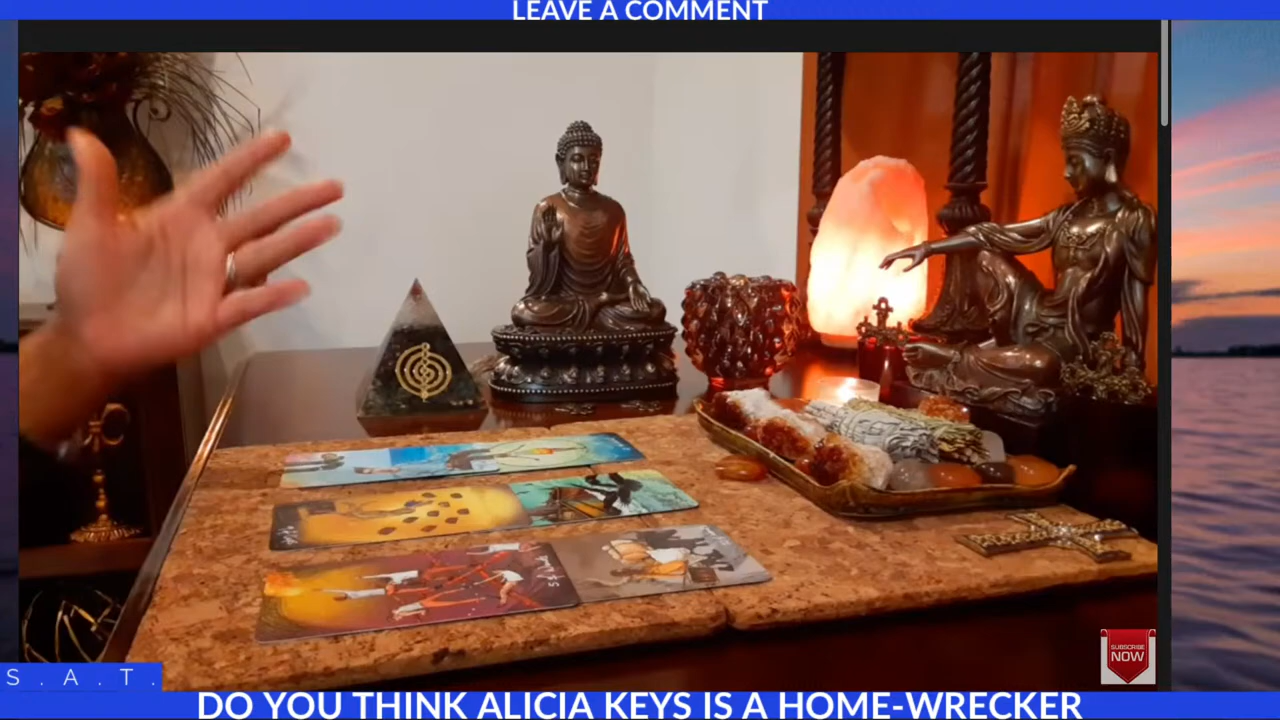 LEAVE A COMMENT
SUBSCRIBE
NOW
S. A. T.
DO YOU THINK ALICIA KEYS IS A HOME-WRECKER